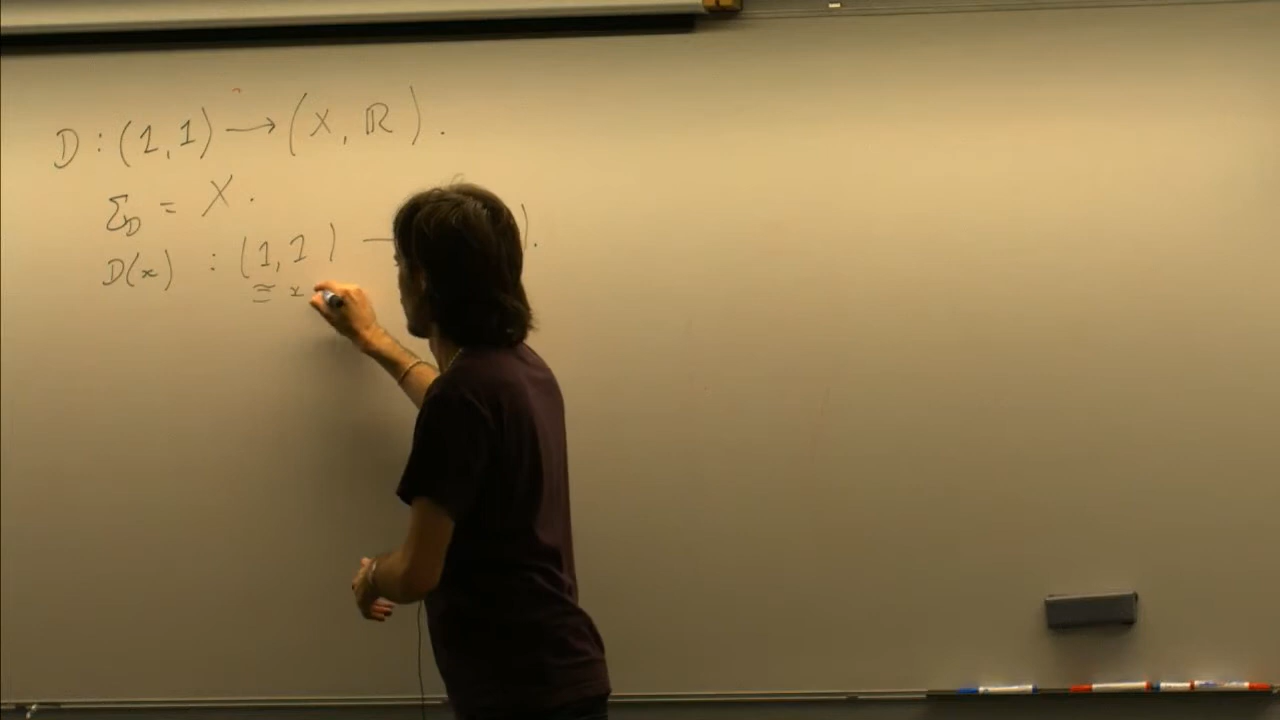 D : (1, 1) → (X, ℝ).
Σ_D = X.
D(x) : (1, 1) — ).
≅ x